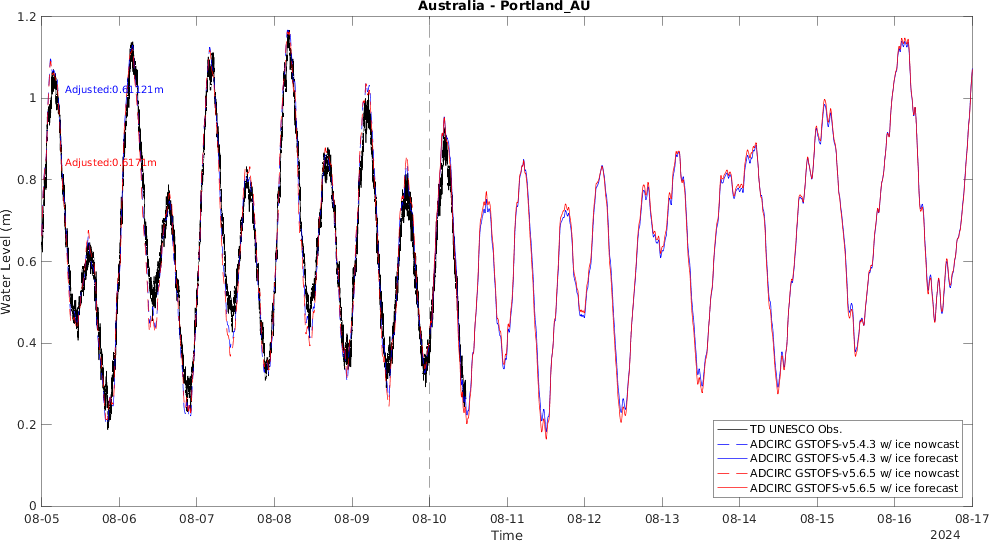 Australia - Portland_AU
1.2
1
0.8
0.6
0.4
0.2
0
Water Level (m)
Adjusted:0.61121m
Adjusted:0.6171m
TD UNESCO Obs.
ADCIRC GSTOFS-v5.4.3 w/ ice nowcast
ADCIRC GSTOFS-v5.4.3 w/ ice forecast
ADCIRC GSTOFS-v5.6.5 w/ ice nowcast
ADCIRC GSTOFS-v5.6.5 w/ ice forecast
08-05 08-06 08-07 08-08 08-09 08-10 08-11 08-12 08-13 08-14 08-15 08-16 08-17
Time
2024